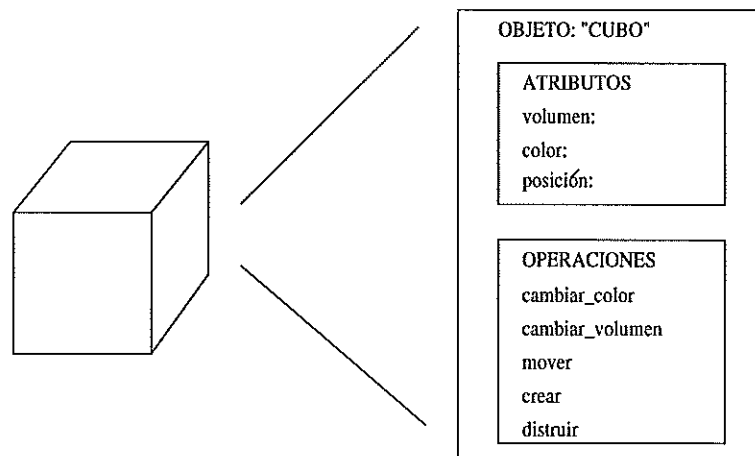 OBJETO: "CUBO"
ATRIBUTOS
volumen:
color:
posición:
OPERACIONES
cambiar_color
cambiar_volumen
mover
crear
distruir